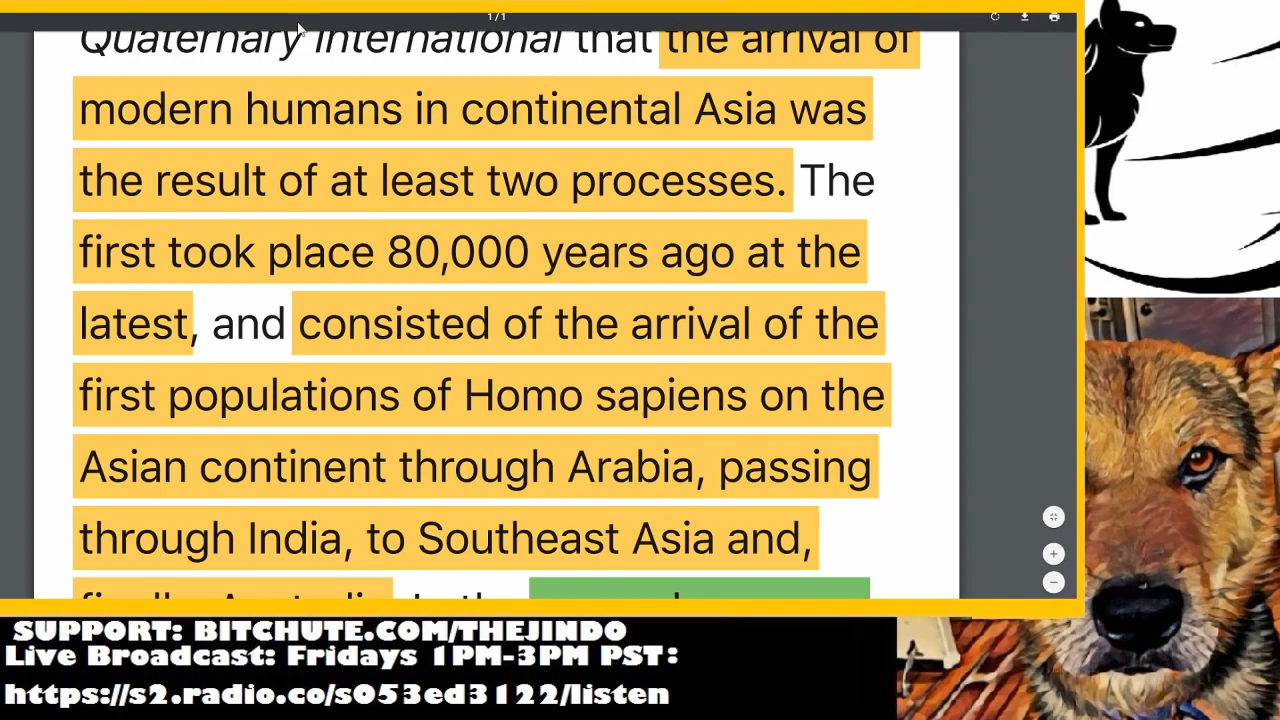 1 / 1
Quaternary International that the arrival of
modern humans in continental Asia was
the result of at least two processes. The
first took place 80,000 years ago at the
latest, and consisted of the arrival of the
first populations of Homo sapiens on the
Asian continent through Arabia, passing
through India, to Southeast Asia and,
SUPPORT: BITCHUTE.COM/THEJINDO
Live Broadcast: Fridays 1PM-3PM PST:
https://s2.radio.co/s053ed3122/listen